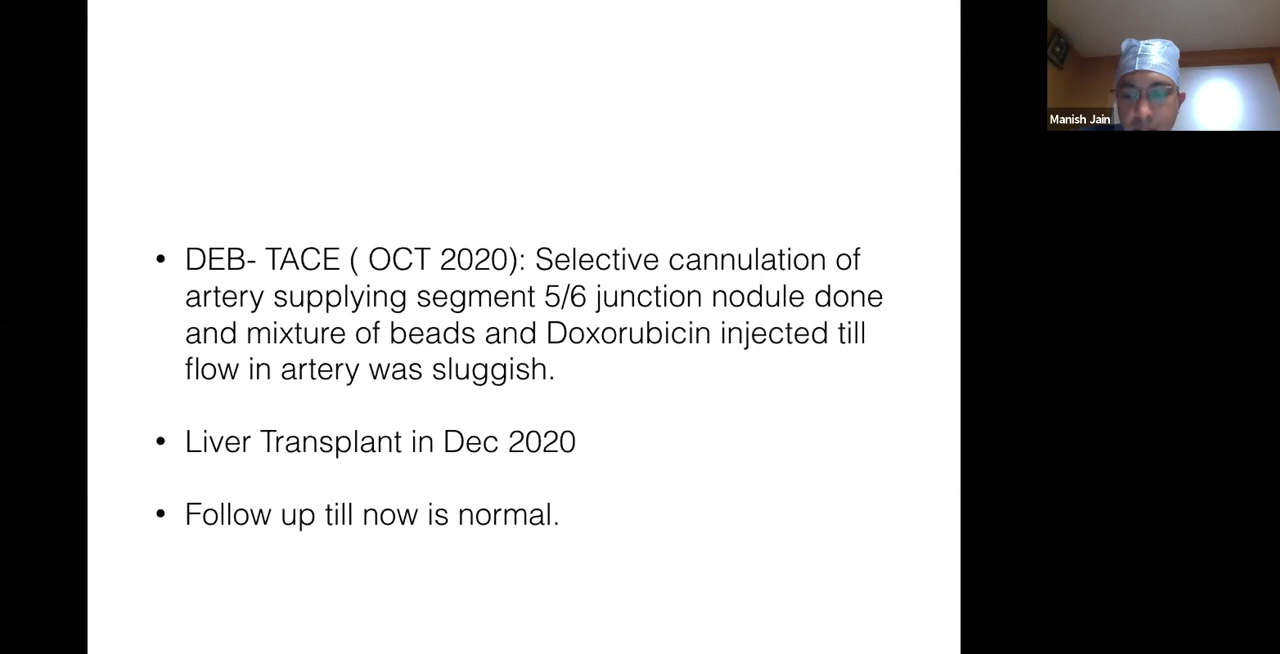 • DEB- TACE ( OCT 2020): Selective cannulation of
artery supplying segment 5/6 junction nodule done
and mixture of beads and Doxorubicin injected till
flow in artery was sluggish.
• Liver Transplant in Dec 2020
• Follow up till now is normal.
Manish Jain